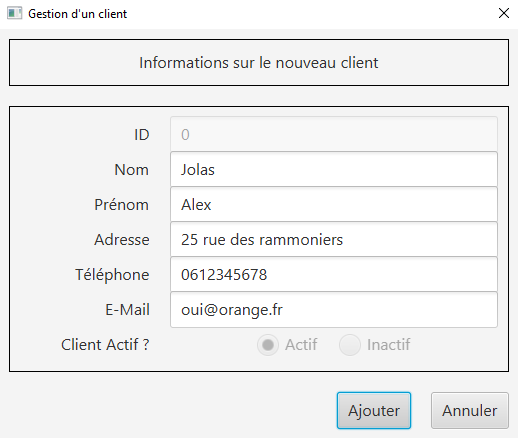 Gestion d'un client
Informations sur le nouveau client
ID 0
Nom Jolas
Prénom Alex
Adresse 25 rue des rammoniers
Téléphone 0612345678
E-Mail oui@orange.fr
Client Actif ? Actif Inactif
Ajouter Annuler